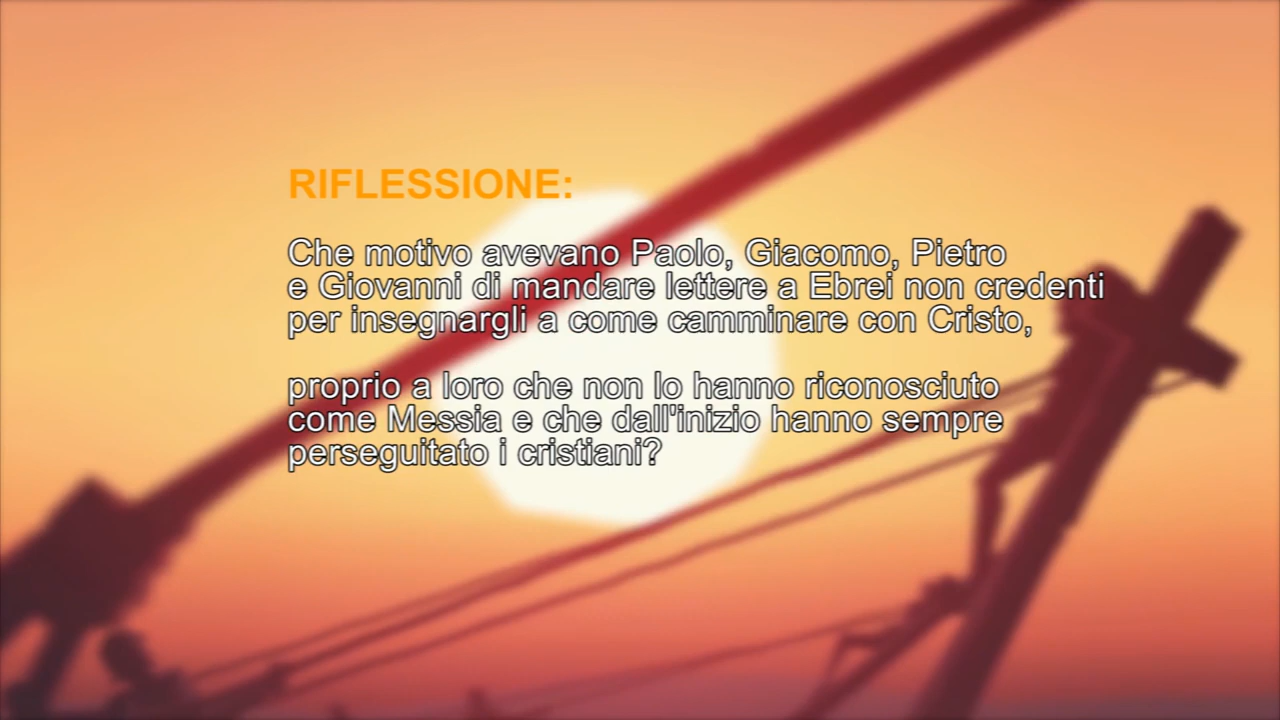 RIFLESSIONE:
Che motivo avevano Paolo, Giacomo, Pietro
e Giovanni di mandare lettere a Ebrei non credenti
per insegnargli a come camminare con Cristo,
proprio a loro che non lo hanno riconosciuto
come Messia e che dall'inizio hanno sempre
perseguitato i cristiani?